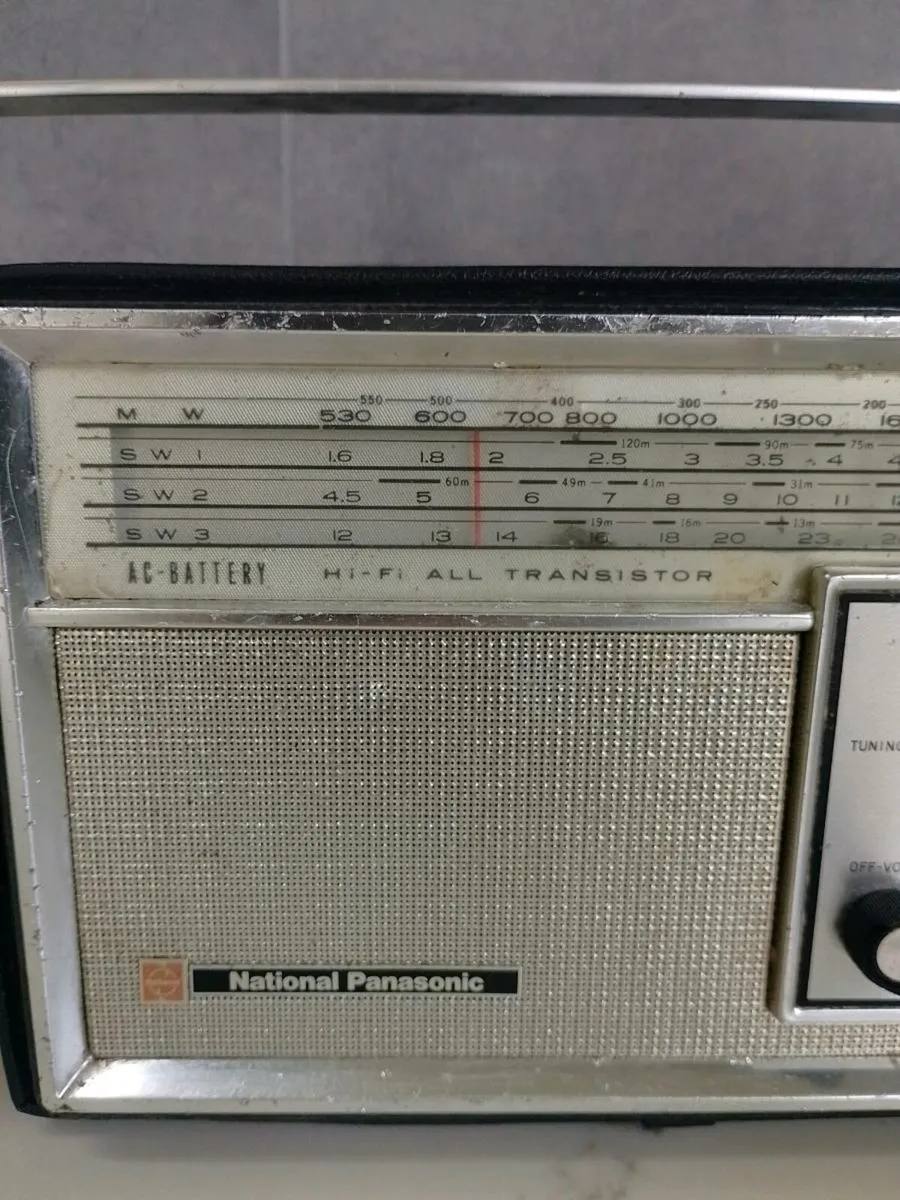 550 500 400 300 250 200
M W 530 600 700 800 1000 1300
120m 90m 75m
S W 1 1.6 1.8 2 2.5 3 3.5 4
60m 49m 41m 31m
S W 2 4.5 5 6 7 8 9 10 11
19m 16m 13m
S W 3 12 13 14 16 18 20 23
AC-BATTERY Hi-Fi ALL TRANSISTOR
TUNING
OFF-VO
National Panasonic